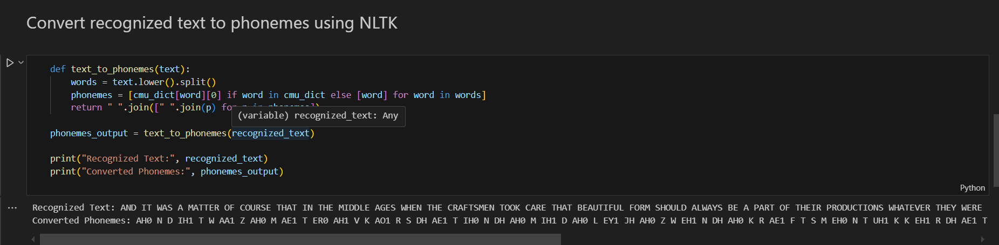 Convert recognized text to phonemes using NLTK
def text_to_phonemes(text):
words = text.lower().split()
phonemes = [cmu_dict[word][0] if word in cmu_dict else [word] for word in words]
return " ".join([" ".join(p) for
(variable) recognized_text: Any
phonemes_output = text_to_phonemes(recognized_text)
print("Recognized Text:", recognized_text)
print("Converted Phonemes:", phonemes_output)
Python
Recognized Text: AND IT WAS A MATTER OF COURSE THAT IN THE MIDDLE AGES WHEN THE CRAFTSMEN TOOK CARE THAT BEAUTIFUL FORM SHOULD ALWAYS BE A PART OF THEIR PRODUCTIONS WHATEVER THEY WERE
Converted Phonemes: AH0 N D IH1 T W AA1 Z AH0 M AE1 T ER0 AH1 V K AO1 R S DH AE1 T IH0 N DH AH0 M IH1 D AH0 L EY1 JH AH0 Z W EH1 N DH AH0 K R AE1 F T S M EH0 N T UH1 K K EH1 R DH AE1 T